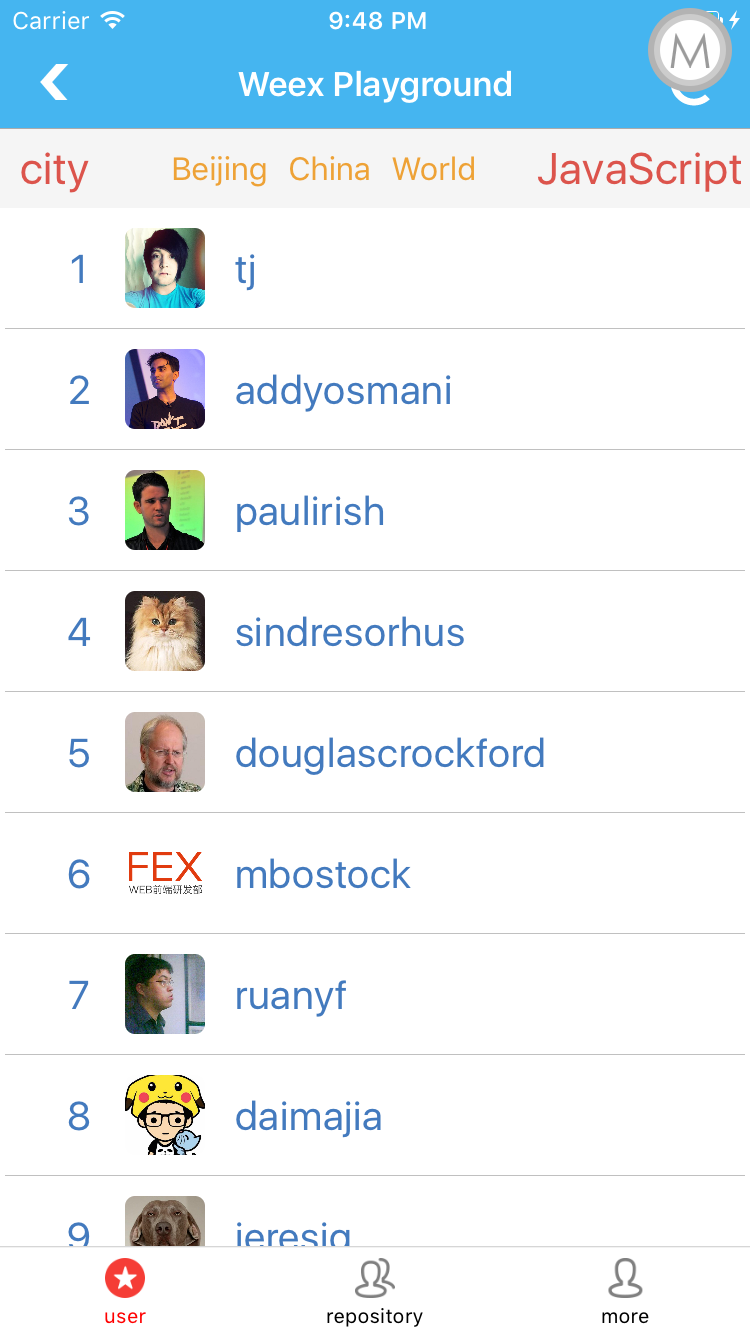 Carrier 9:48 PM
M
Weex Playground
city Beijing China World JavaScript
1 tj
2 addyosmani
3 paulirish
4 sindresorhus
5 douglascrockford
6 FEX mbostock
WEB前端研发部
7 ruanyf
8 daimajia
9 jeresig
user repository more